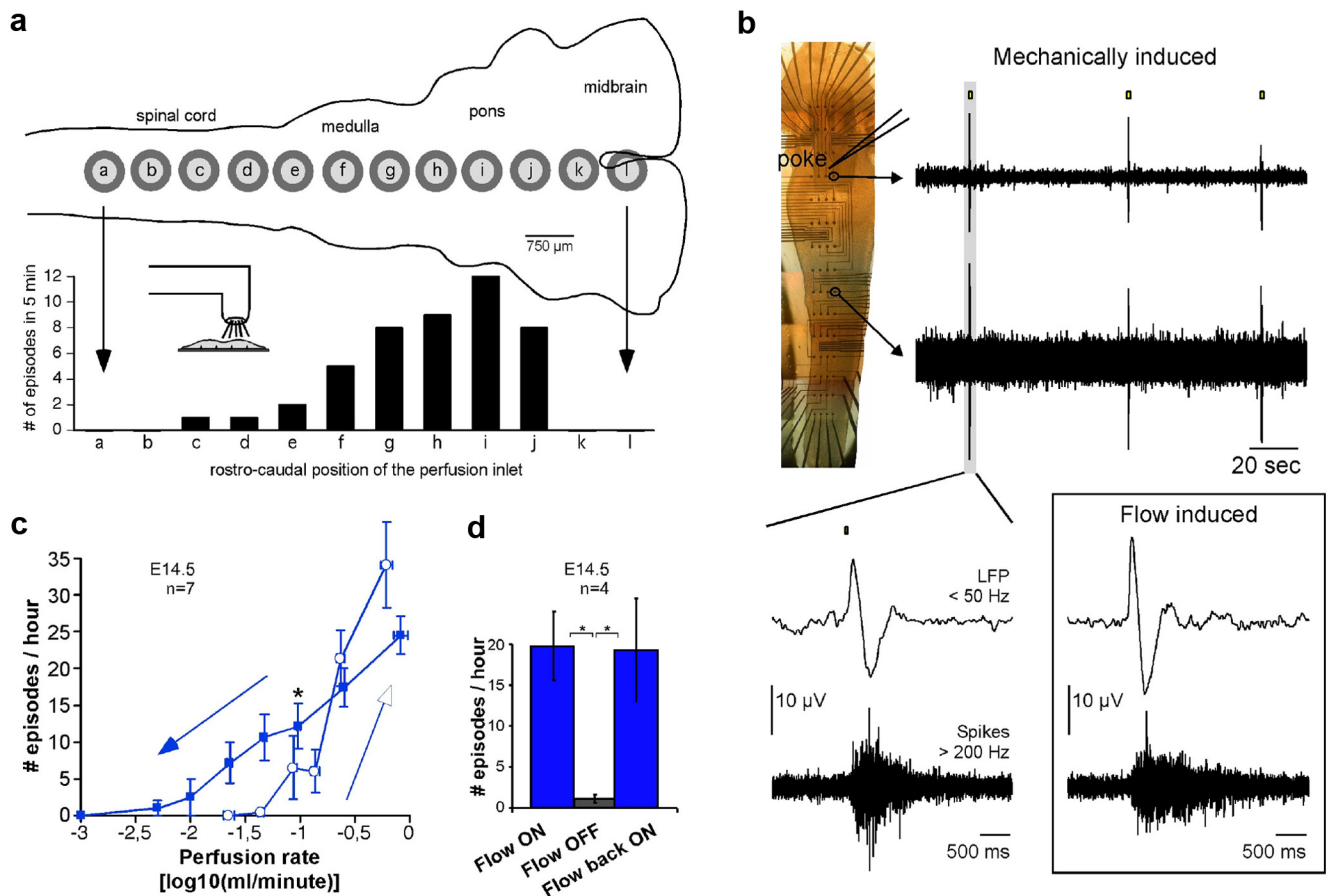 a
spinal cord
medulla
pons
midbrain
a b c d e f g h i j k l
750 µm
# of episodes in 5 min
12
10
8
6
4
2
0
a b c d e f g h i j k l
rostro-caudal position of the perfusion inlet
b
Mechanically induced
poke
20 sec
LFP
< 50 Hz
10 µV
Spikes
> 200 Hz
500 ms
Flow induced
10 µV
500 ms
c
# episodes / hour
35
30
25
20
15
10
5
0
E14.5
n=7
*
-3 -2,5 -2 -1,5 -1 -0,5 0
Perfusion rate
[log10(ml/minute)]
d
E14.5
n=4
# episodes / hour
20
15
10
5
0
* *
Flow ON
Flow OFF
Flow back ON